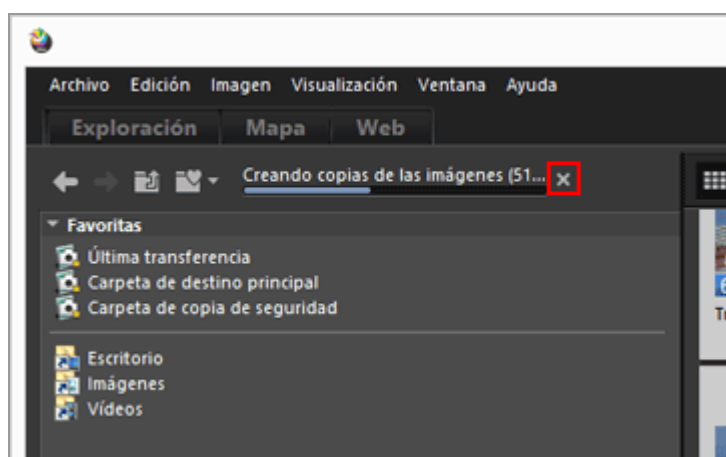 Archivo Edición Imagen Visualización Ventana Ayuda
Exploración Mapa Web
Creando copias de las imágenes (51...
Favoritas
Última transferencia
Carpeta de destino principal
Carpeta de copia de seguridad
Escritorio
Imágenes
Vídeos